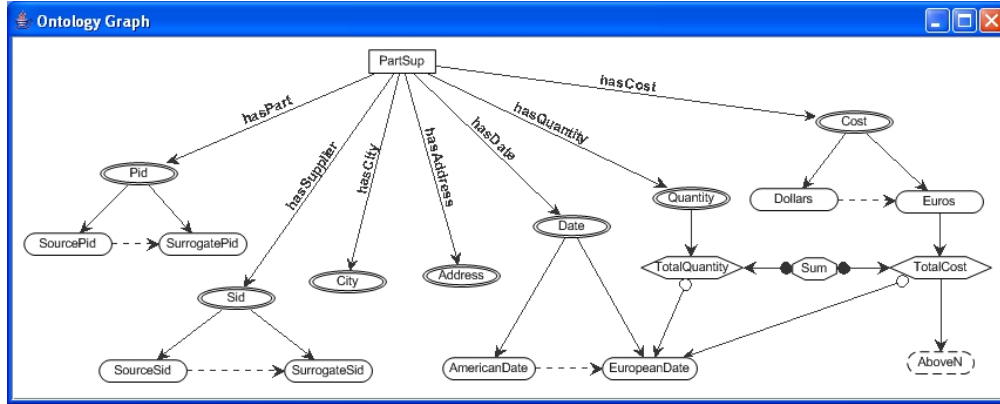 Ontology Graph
PartSup
hasCost
hasPart
hasSupplier
hasCity
hasAddress
hasDate
hasQuantity
Cost
Pid
Dollars
Euros
Quantity
Date
SourcePid
SurrogatePid
TotalQuantity
Sum
TotalCost
City
Address
Sid
SourceSid
SurrogateSid
AmericanDate
EuropeanDate
AboveN